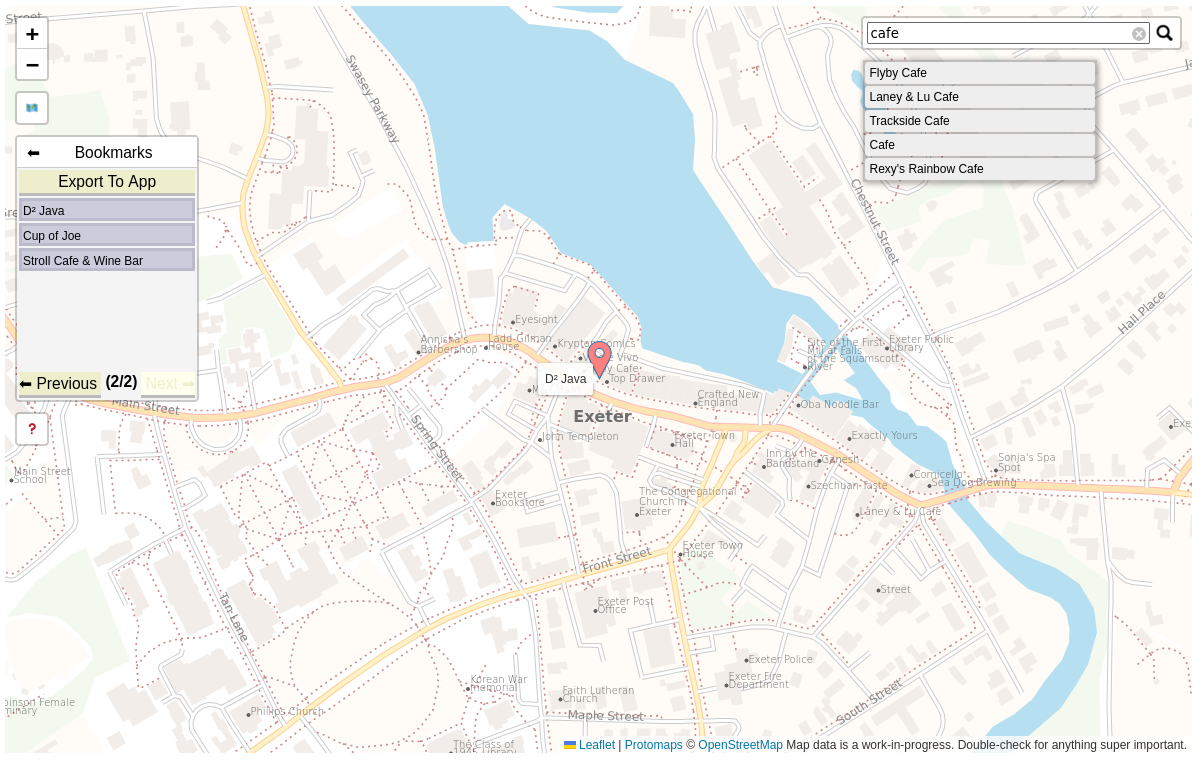 Street
+
−
cafe
Flyby Cafe
Laney & Lu Cafe
Trackside Cafe
Cafe
Rexy's Rainbow Cafe
⬅ Bookmarks
Export To App
D² Java
Cup of Joe
Stroll Cafe & Wine Bar
⬅ Previous (2/2) Next ➡
?
Swasey Parkway
Chestnut Street
Hall Place
Eyesight
Annisha's
Barbershop
Ladd-Gilman
House
Krypton Comics
Vivo
Cafe
Top Drawer
D² Java
Exeter
Site of the First
Mill at Falls
of the Squamscott
River
Exeter Public
Library
Crafted New
England
Oba Noodle Bar
Main Street
Spring Street
John Templeton
Exeter Town
Hall
Exactly Yours
Inn by the
Bandstand
Ganesh
Szechuan Taste
Cornicello
Sea Dog Brewing
Sonja's Spa
Spot
Main Street
School
Exeter
Bookstore
The Congregational
Church in
Exeter
Laney & Lu Cafe
Exeter Town
House
Front Street
Tan Lane
Street
Exeter Post
Office
Exeter Police
Exeter Fire
Department
Korean War
memorial
Faith Lutheran
Church
Phillips Church
Maple Street
South Street
The Class of
Library
Leaflet | Protomaps © OpenStreetMap Map data is a work-in-progress. Double-check for anything super important.